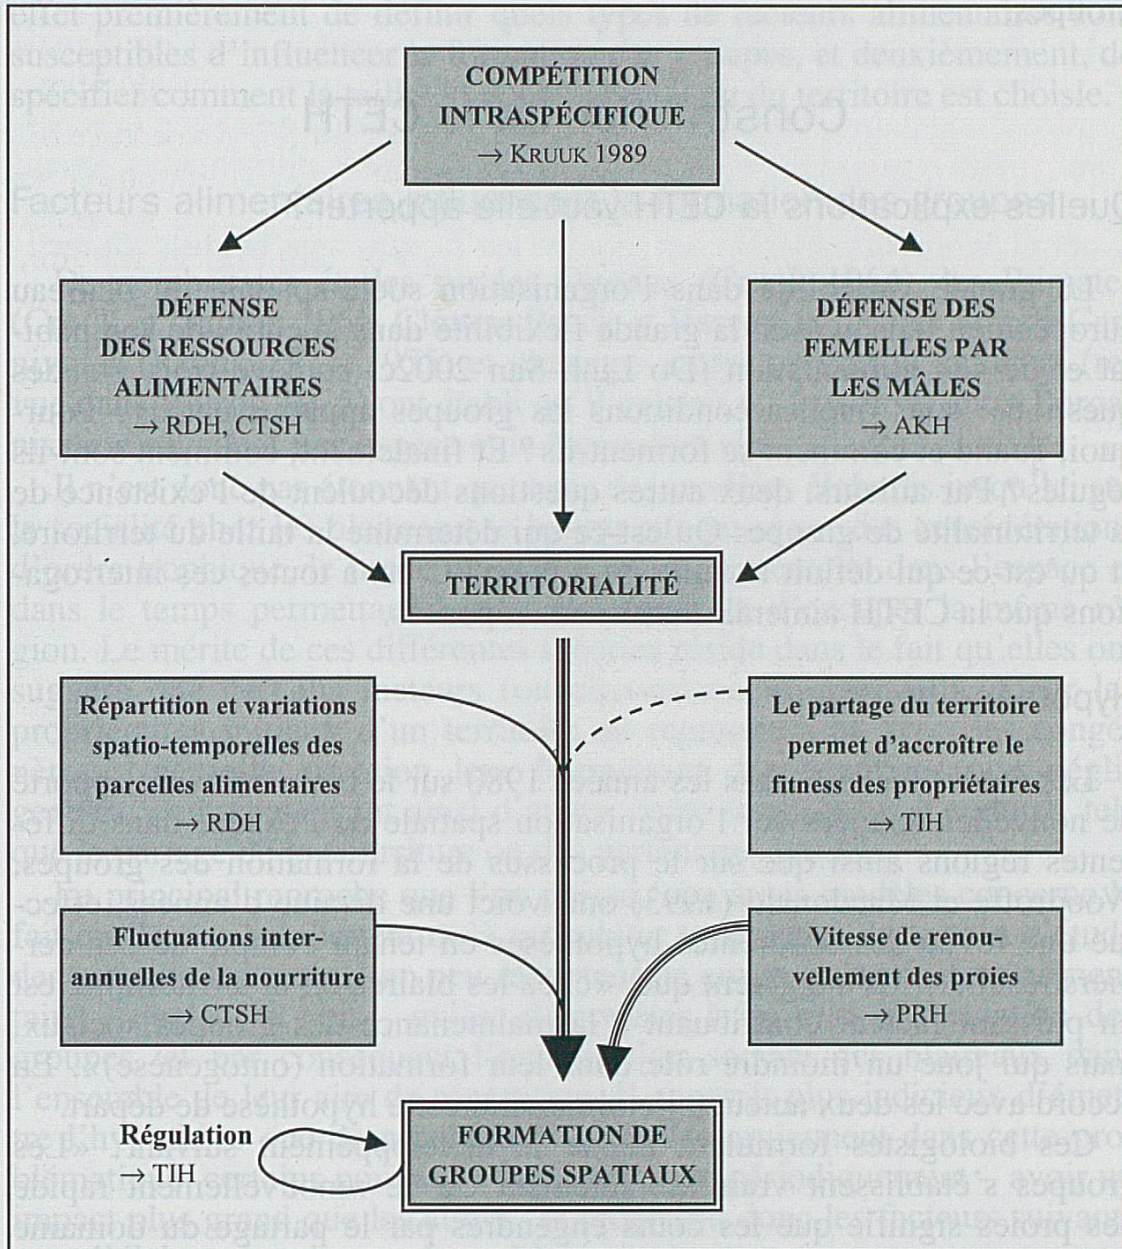 COMPÉTITION
INTRASPÉCIFIQUE
→ KRUUK 1989
DÉFENSE
DES RESSOURCES
ALIMENTAIRES
→ RDH, CTSH
DÉFENSE DES
FEMELLES PAR
LES MÂLES
→ AKH
TERRITORIALITÉ
Répartition et variations
spatio-temporelles des
parcelles alimentaires
→ RDH
Le partage du territoire
permet d'accroître le
fitness des propriétaires
→ TIH
Fluctuations inter-
annuelles de la nourriture
→ CTSH
Vitesse de renou-
vellement des proies
→ PRH
Régulation
→ TIH
FORMATION DE
GROUPES SPATIAUX